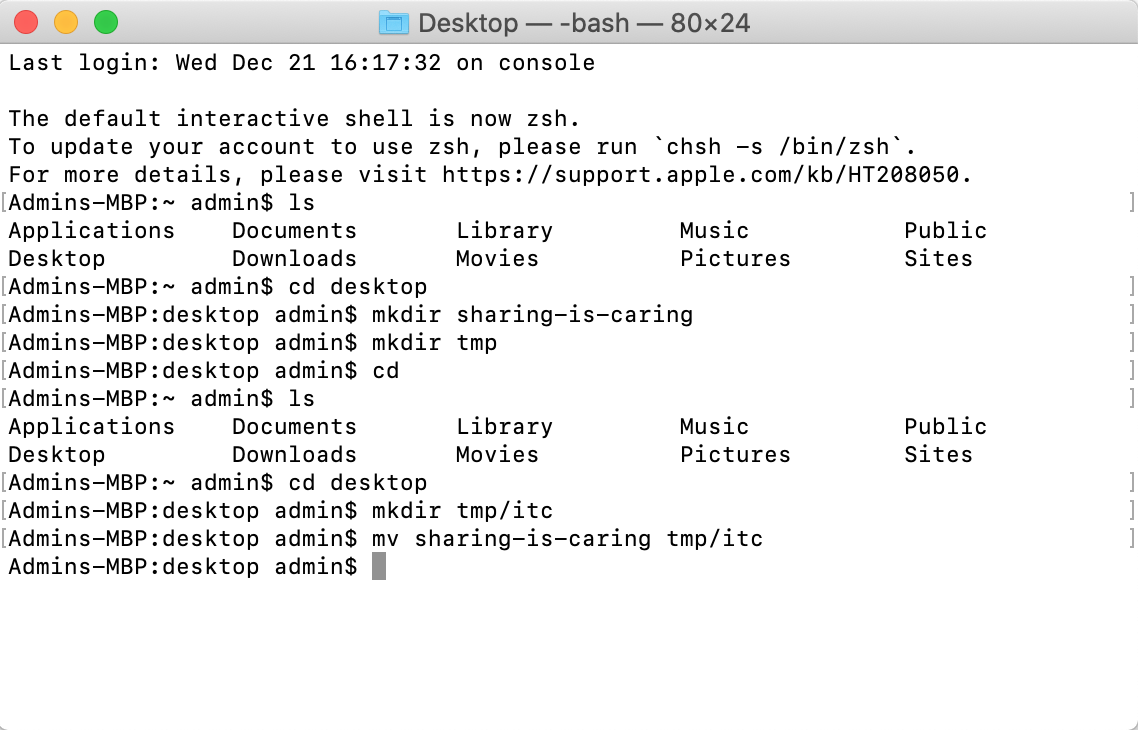 Desktop — -bash — 80×24
Last login: Wed Dec 21 16:17:32 on console
The default interactive shell is now zsh.
To update your account to use zsh, please run `chsh -s /bin/zsh`.
For more details, please visit https://support.apple.com/kb/HT208050.
[Admins-MBP:~ admin$ ls ]
Applications Documents Library Music Public
Desktop Downloads Movies Pictures Sites
[Admins-MBP:~ admin$ cd desktop ]
[Admins-MBP:desktop admin$ mkdir sharing-is-caring ]
[Admins-MBP:desktop admin$ mkdir tmp ]
[Admins-MBP:desktop admin$ cd ]
[Admins-MBP:~ admin$ ls ]
Applications Documents Library Music Public
Desktop Downloads Movies Pictures Sites
[Admins-MBP:~ admin$ cd desktop ]
[Admins-MBP:desktop admin$ mkdir tmp/itc ]
[Admins-MBP:desktop admin$ mv sharing-is-caring tmp/itc ]
Admins-MBP:desktop admin$